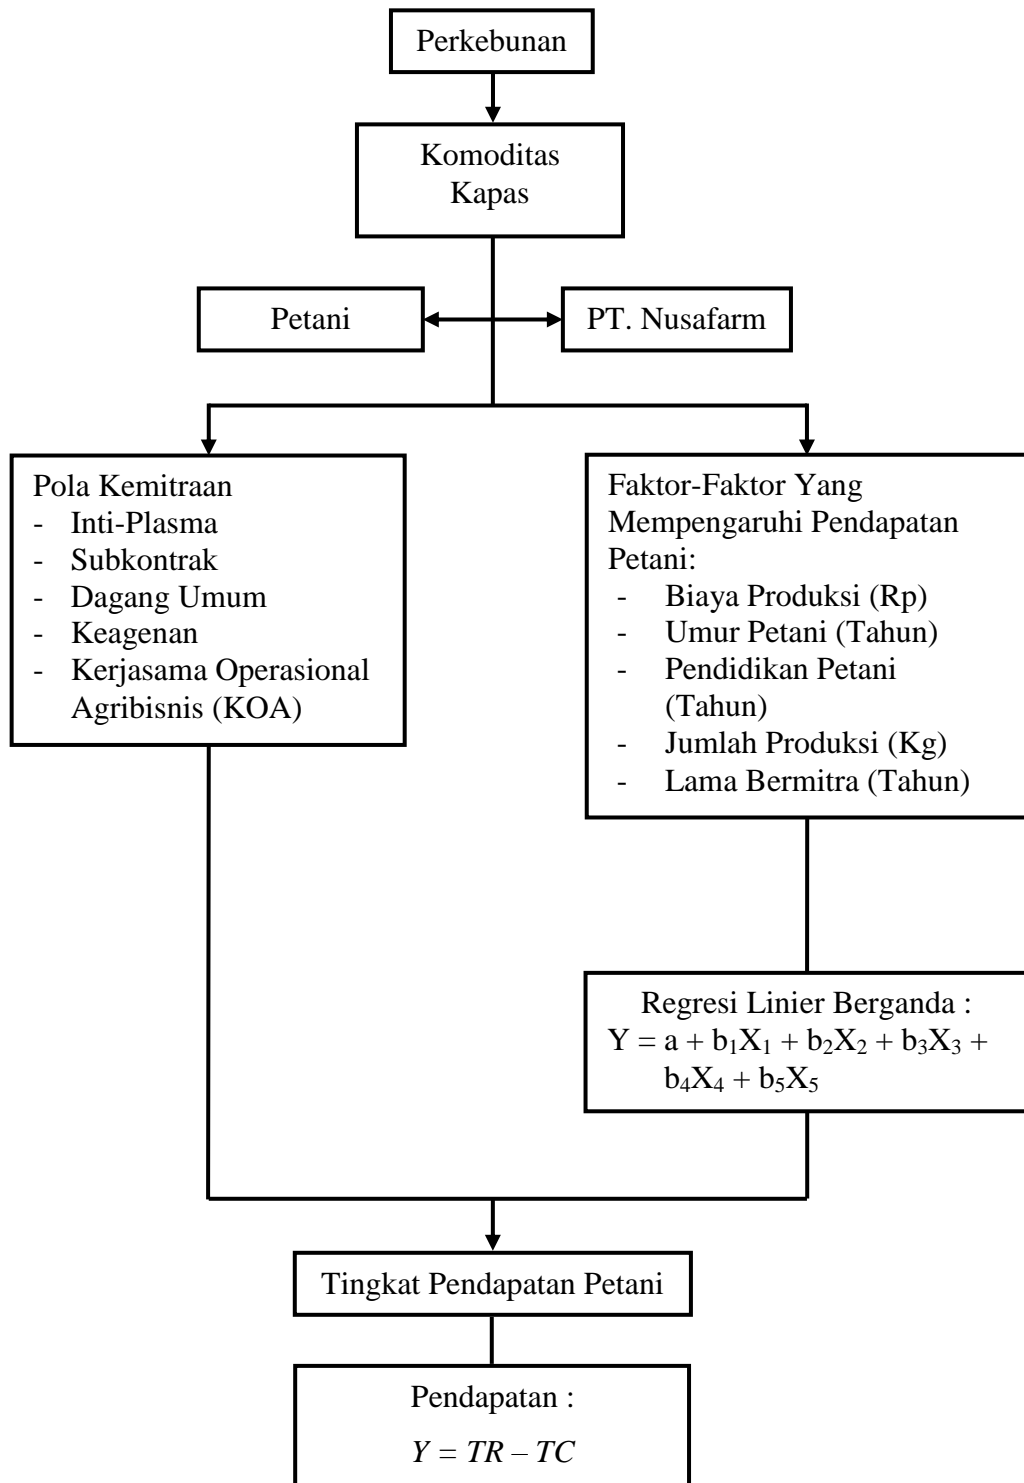 Perkebunan
Komoditas
Kapas
Petani
PT. Nusafarm
Pola Kemitraan
- Inti-Plasma
- Subkontrak
- Dagang Umum
- Keagenan
- Kerjasama Operasional
Agribisnis (KOA)
Faktor-Faktor Yang
Mempengaruhi Pendapatan
Petani:
- Biaya Produksi (Rp)
- Umur Petani (Tahun)
- Pendidikan Petani
(Tahun)
- Jumlah Produksi (Kg)
- Lama Bermitra (Tahun)
Regresi Linier Berganda :
Y = a + b₁X₁ + b₂X₂ + b₃X₃ +
b₄X₄ + b₅X₅
Tingkat Pendapatan Petani
Pendapatan :
Y = TR – TC